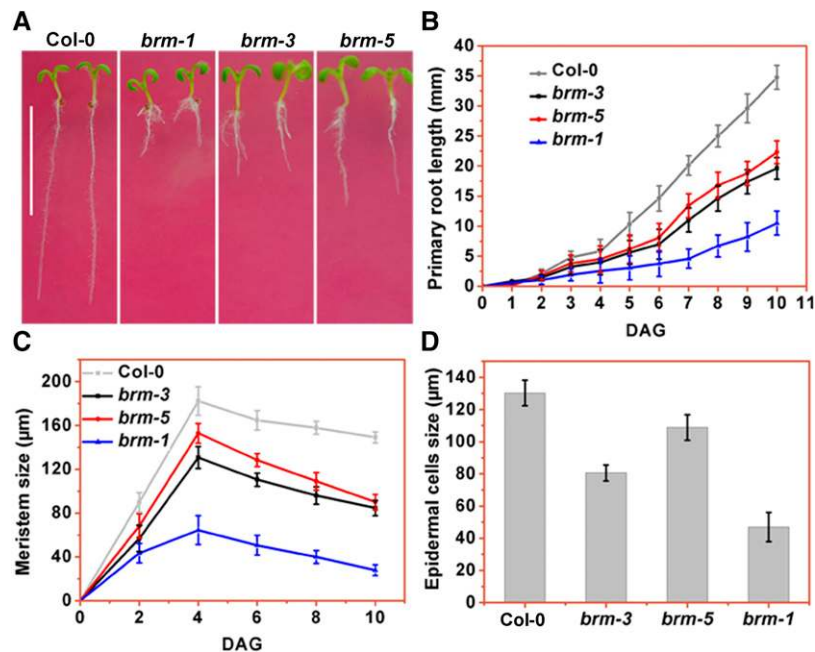 A
Col-0 brm-1 brm-3 brm-5
B
Primary root length (mm)
40
35
30
25
20
15
10
5
0
Col-0
brm-3
brm-5
brm-1
0 1 2 3 4 5 6 7 8 9 10 11
DAG
C
Meristem size (μm)
200
160
120
80
40
0
Col-0
brm-3
brm-5
brm-1
0 2 4 6 8 10
DAG
D
Epidermal cells size (μm)
140
120
100
80
60
40
20
0
Col-0 brm-3 brm-5 brm-1